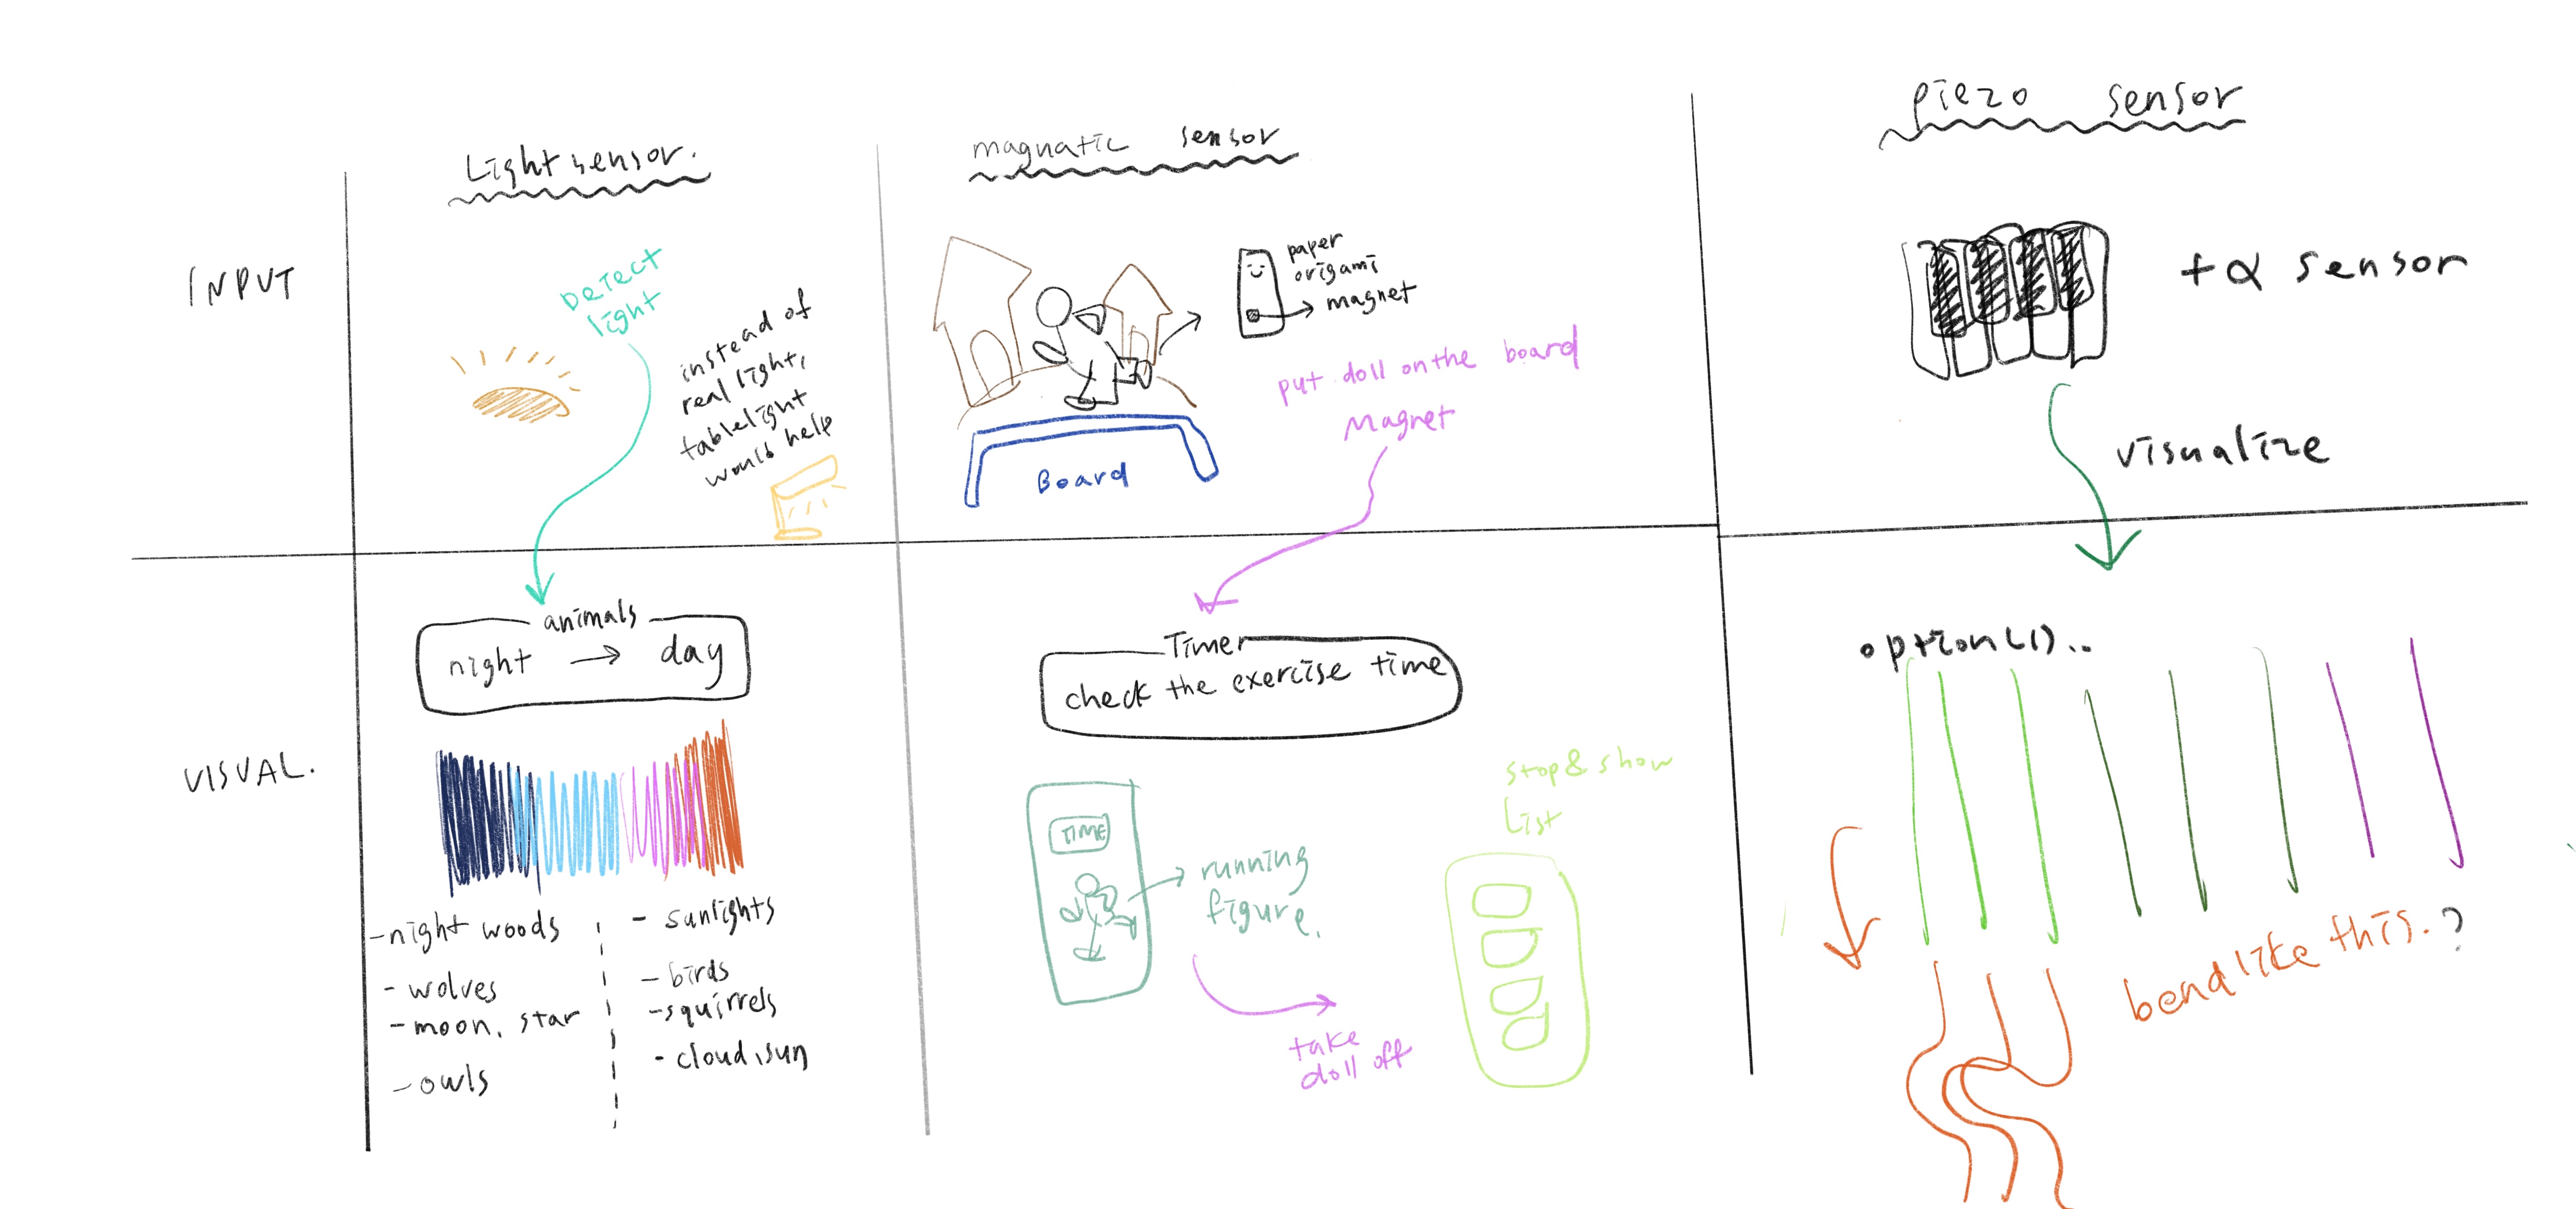 Light sensor.
magnatic sensor
piezo sensor
INPUT
Detect
light
instead of
real light,
tablelight
would help
paper
origami
magnet
put doll on the board
Magnet
Board
+α sensor
visualize
VISUAL.
animals
night → day
- night woods
- wolves
- moon, star
- owls
- sunlights
- birds
- squirrels
- cloud, sun
Timer
check the exercise time
TIME
running
figure.
take
doll off
stop & show
List
• option(1)..
bend like this.?